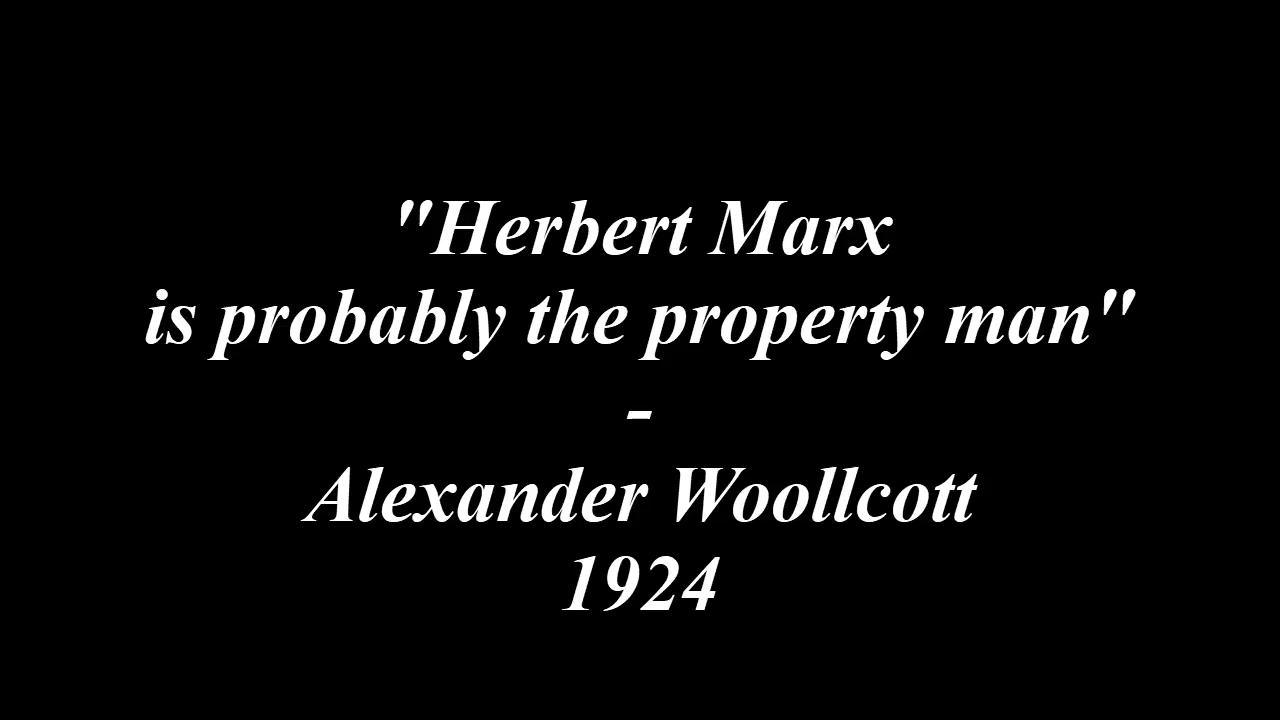 "Herbert Marx
is probably the property man"
-
Alexander Woollcott
1924